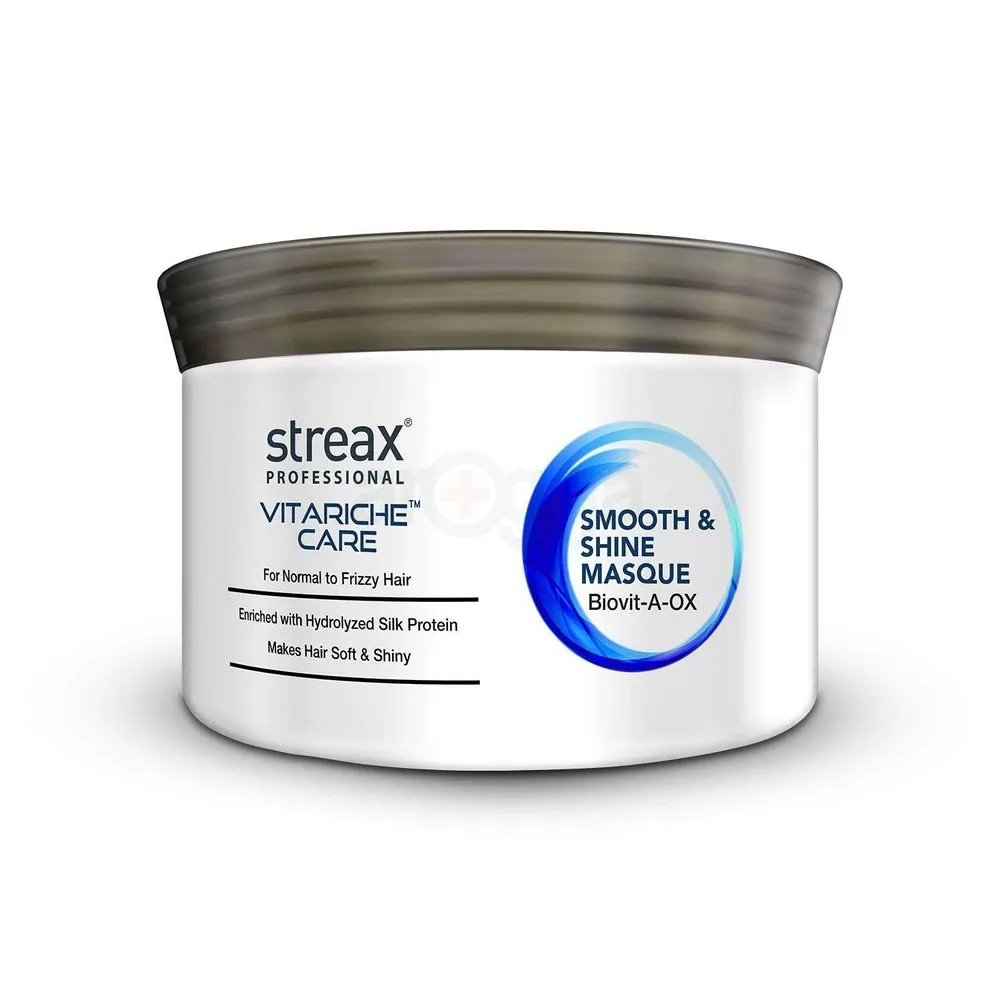 streax®
PROFESSIONAL
VITARICHE™
CARE
For Normal to Frizzy Hair
Enriched with Hydrolyzed Silk Protein
Makes Hair Soft & Shiny
SMOOTH &
SHINE
MASQUE
Biovit-A-OX